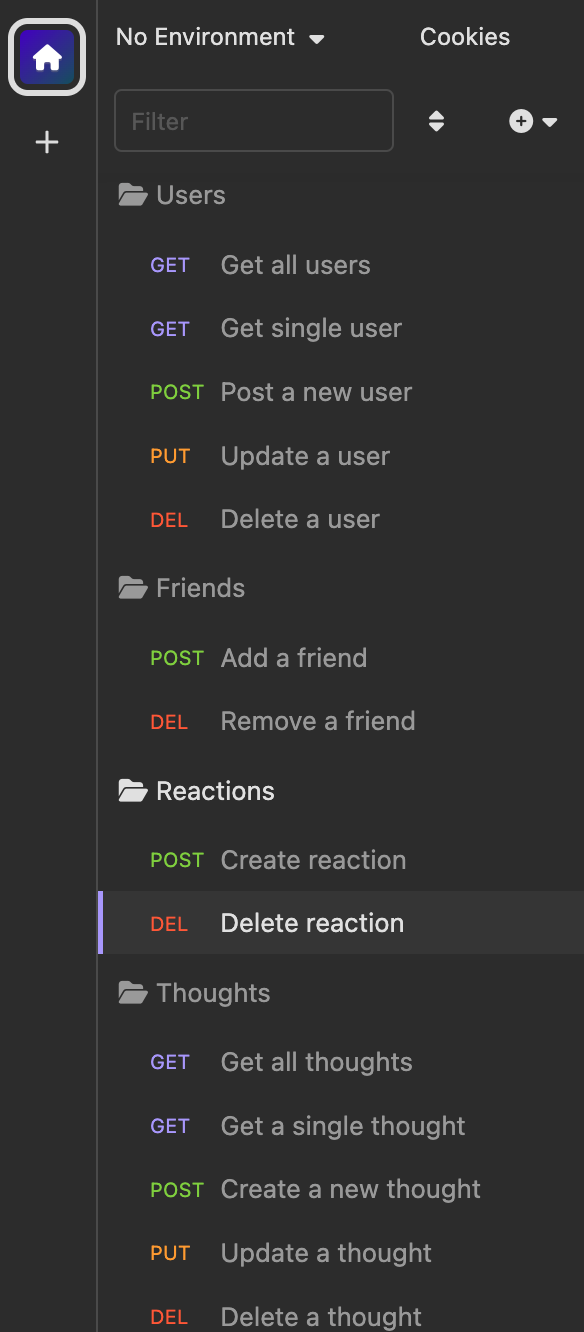 No Environment Cookies
Filter
Users
GET Get all users
GET Get single user
POST Post a new user
PUT Update a user
DEL Delete a user
Friends
POST Add a friend
DEL Remove a friend
Reactions
POST Create reaction
DEL Delete reaction
Thoughts
GET Get all thoughts
GET Get a single thought
POST Create a new thought
PUT Update a thought
DEL Delete a thought